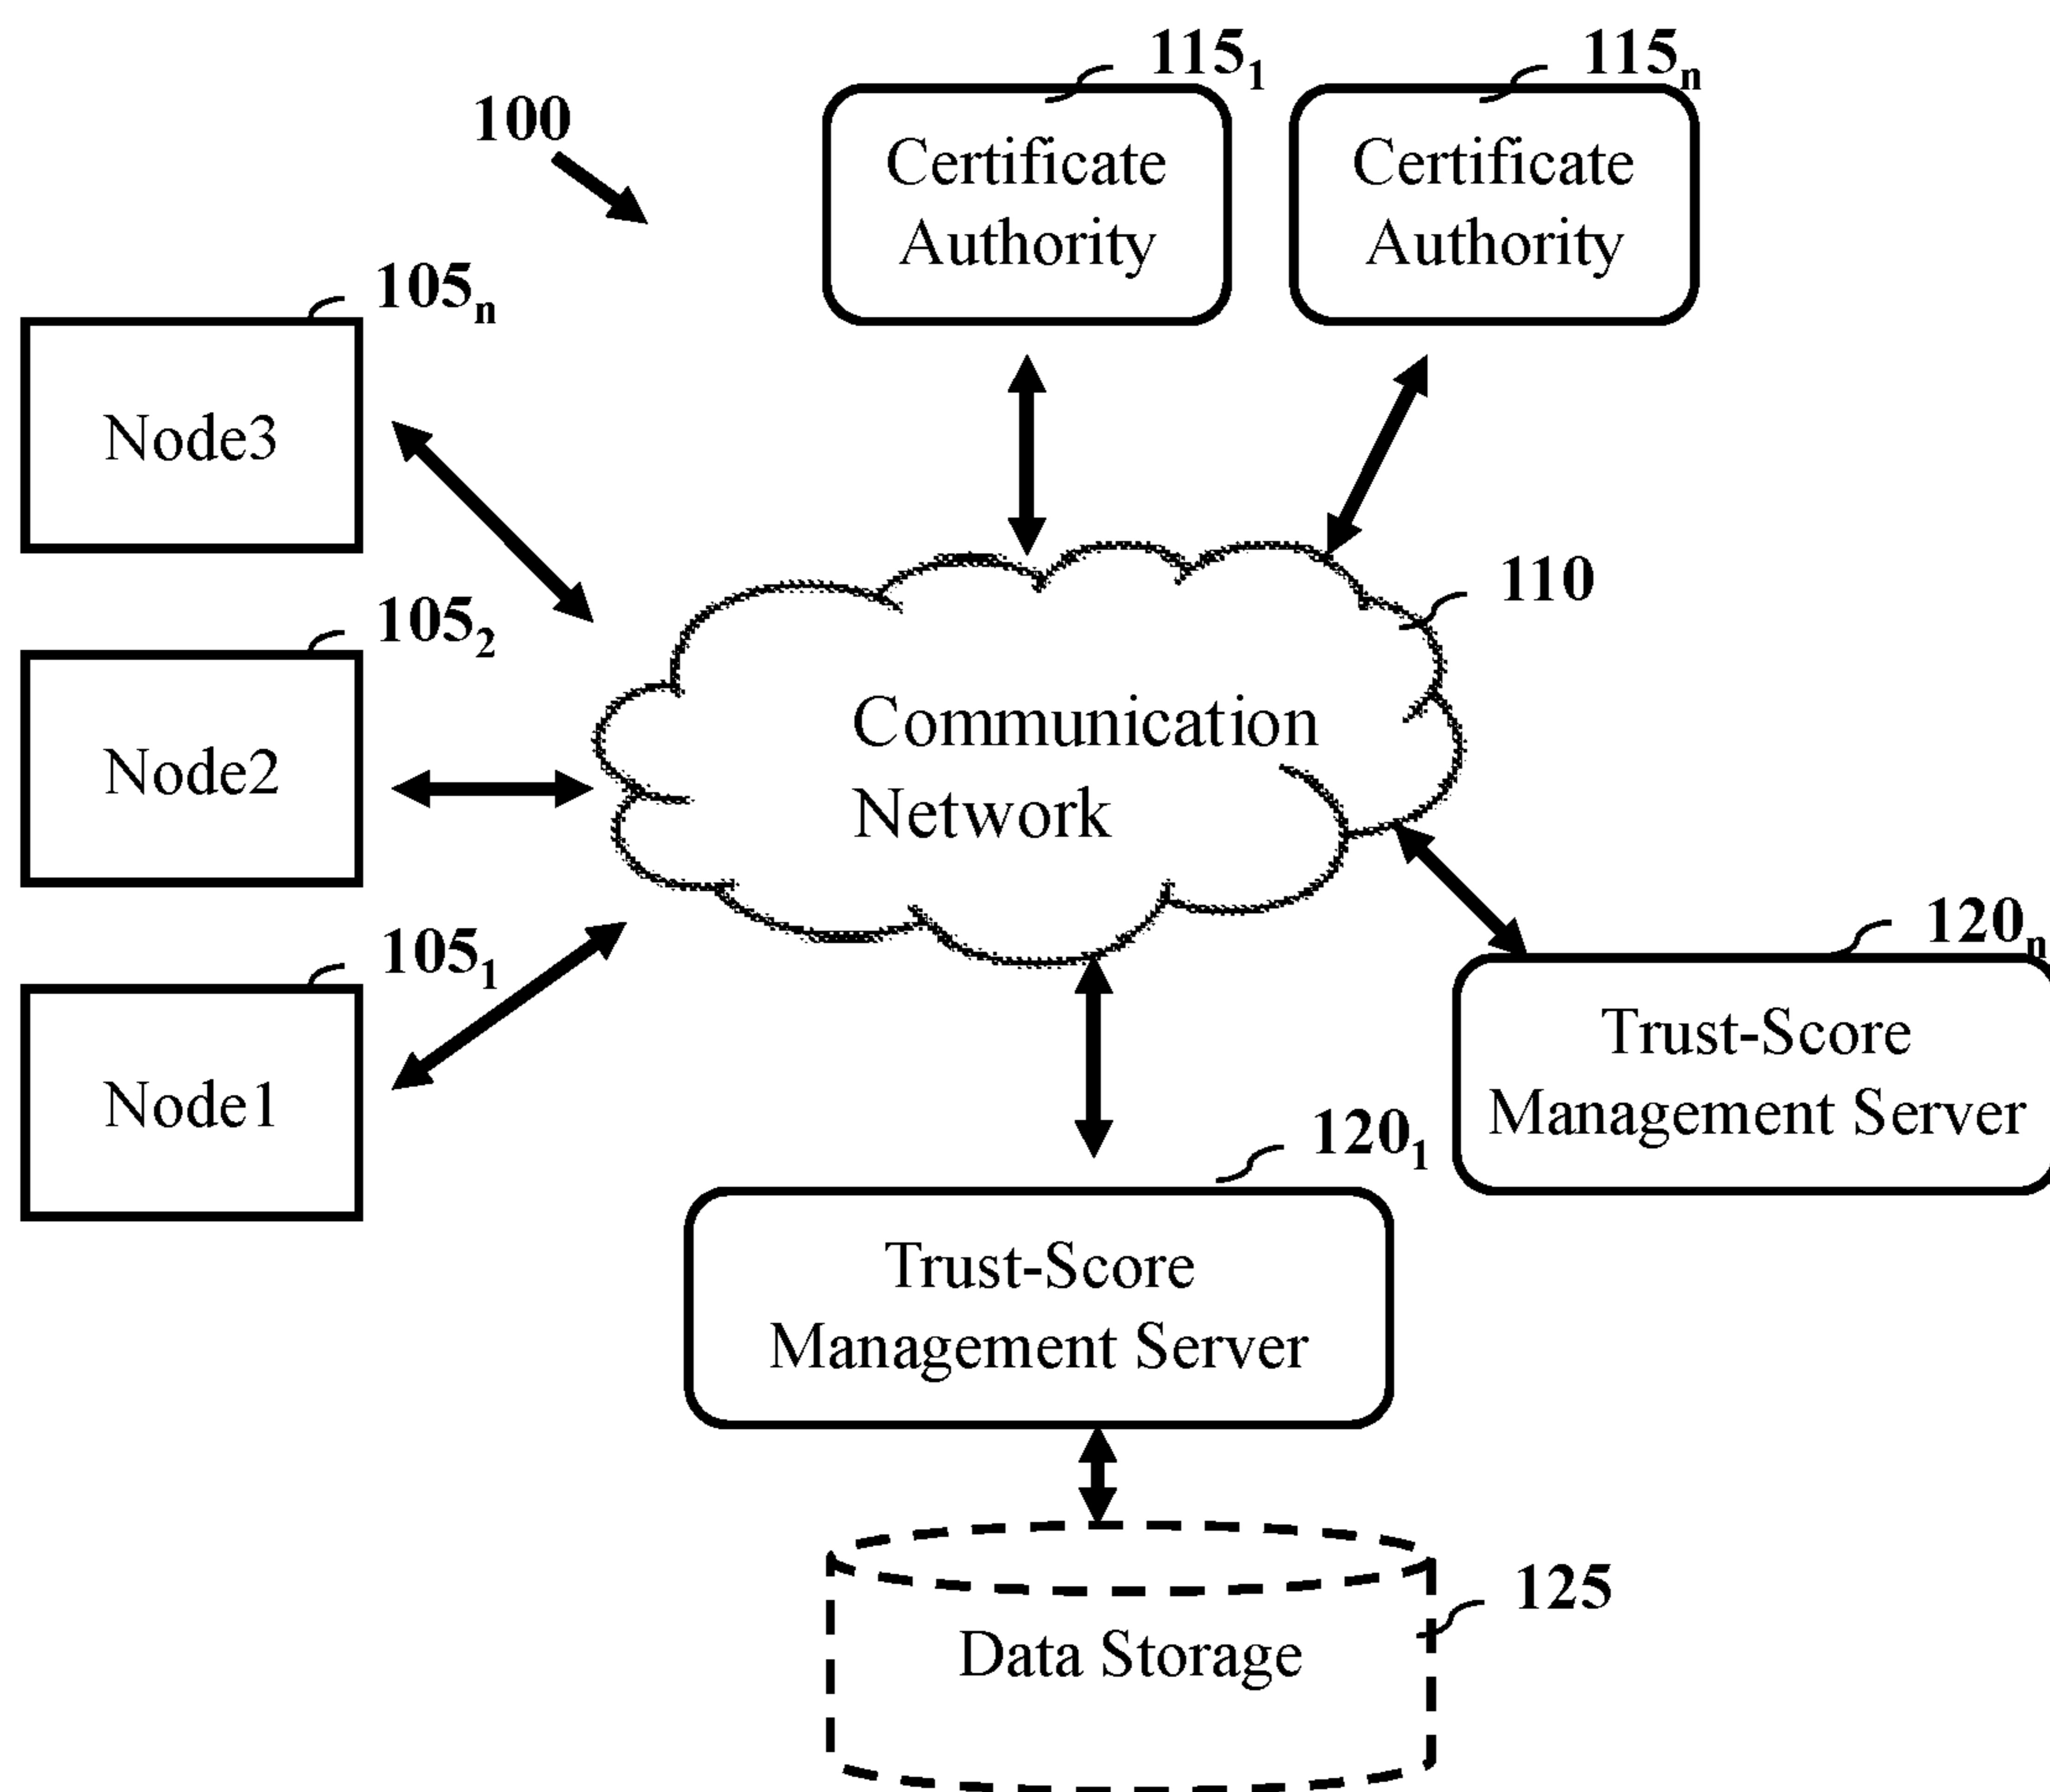 115₁
115ₙ
100
Certificate
Authority
Certificate
Authority
105ₙ
Node3
110
105₂
Communication
Network
Node2
120ₙ
105₁
Trust-Score
Management Server
Node1
120₁
Trust-Score
Management Server
125
Data Storage